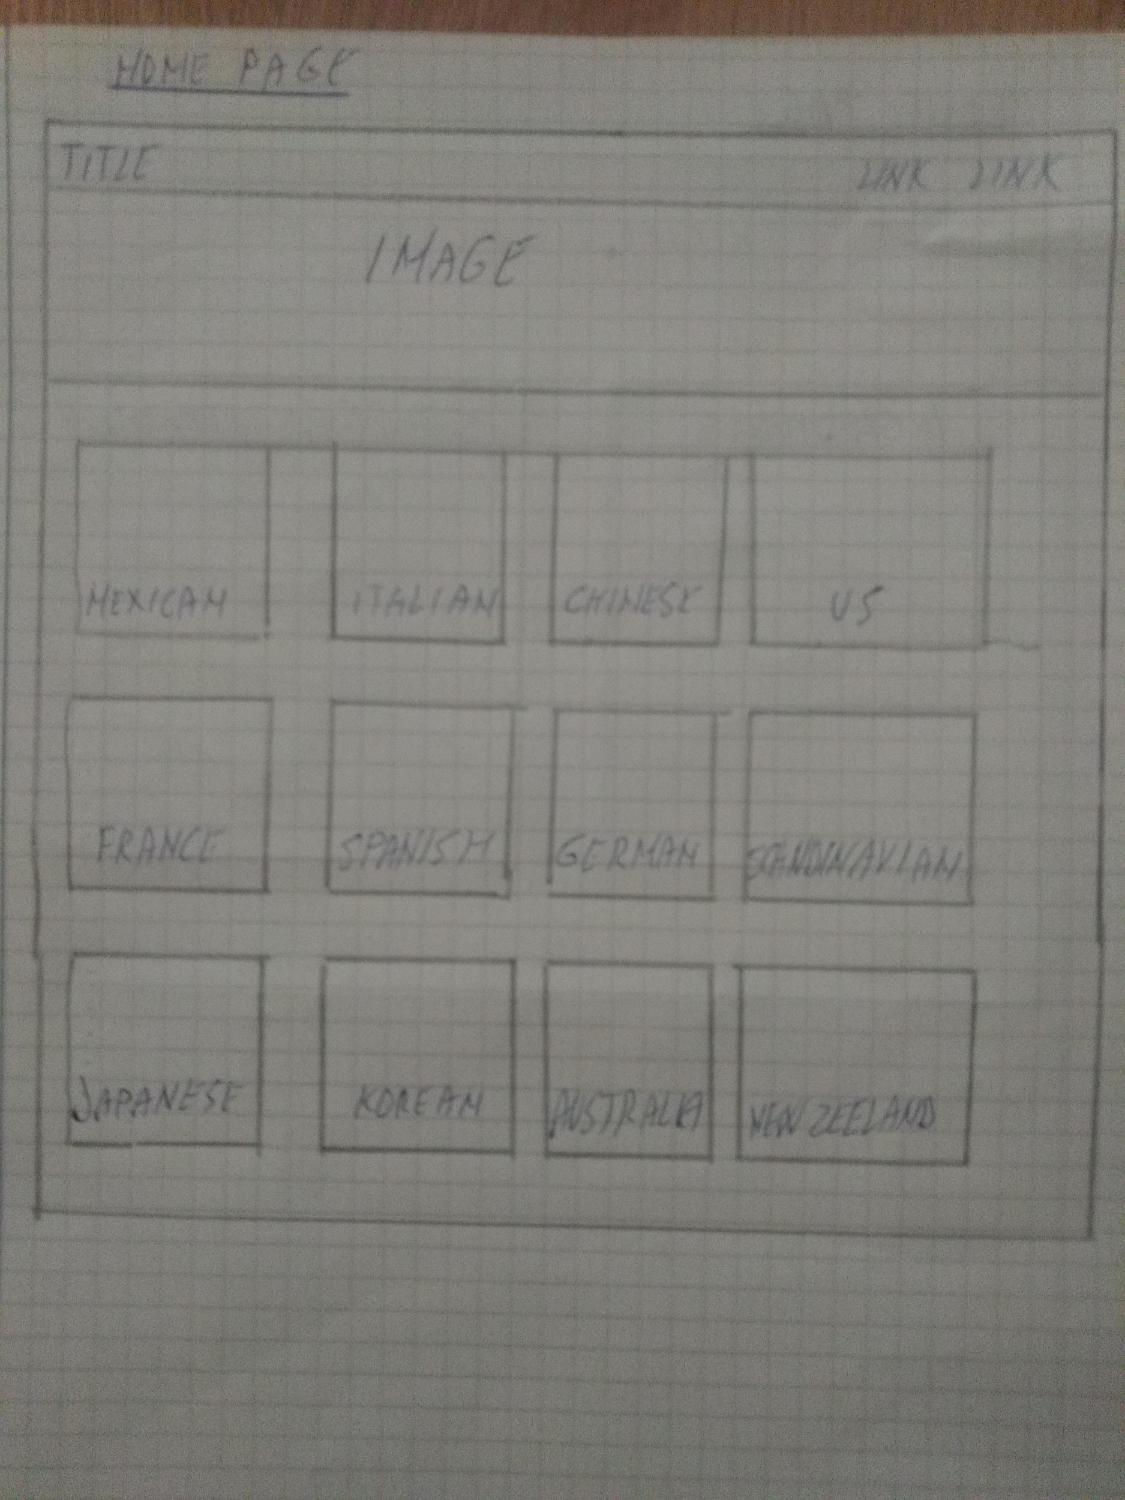 HOME PAGE
TITLE LINK LINK
IMAGE
MEXICAN ITALIAN CHINESE US
FRANCE SPANISH GERMAN SCANDINAVIAN
JAPANESE KOREAN AUSTRALIA NEW ZEELAND